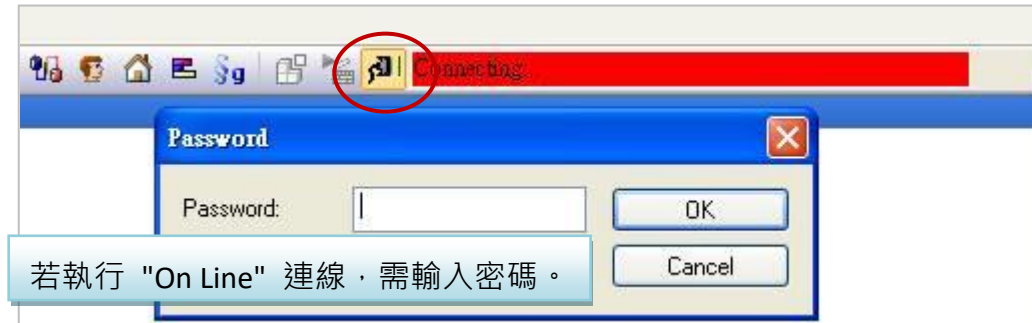 §g
Connecting...
Password
Password:
OK
Cancel
若執行 "On Line" 連線，需輸入密碼。